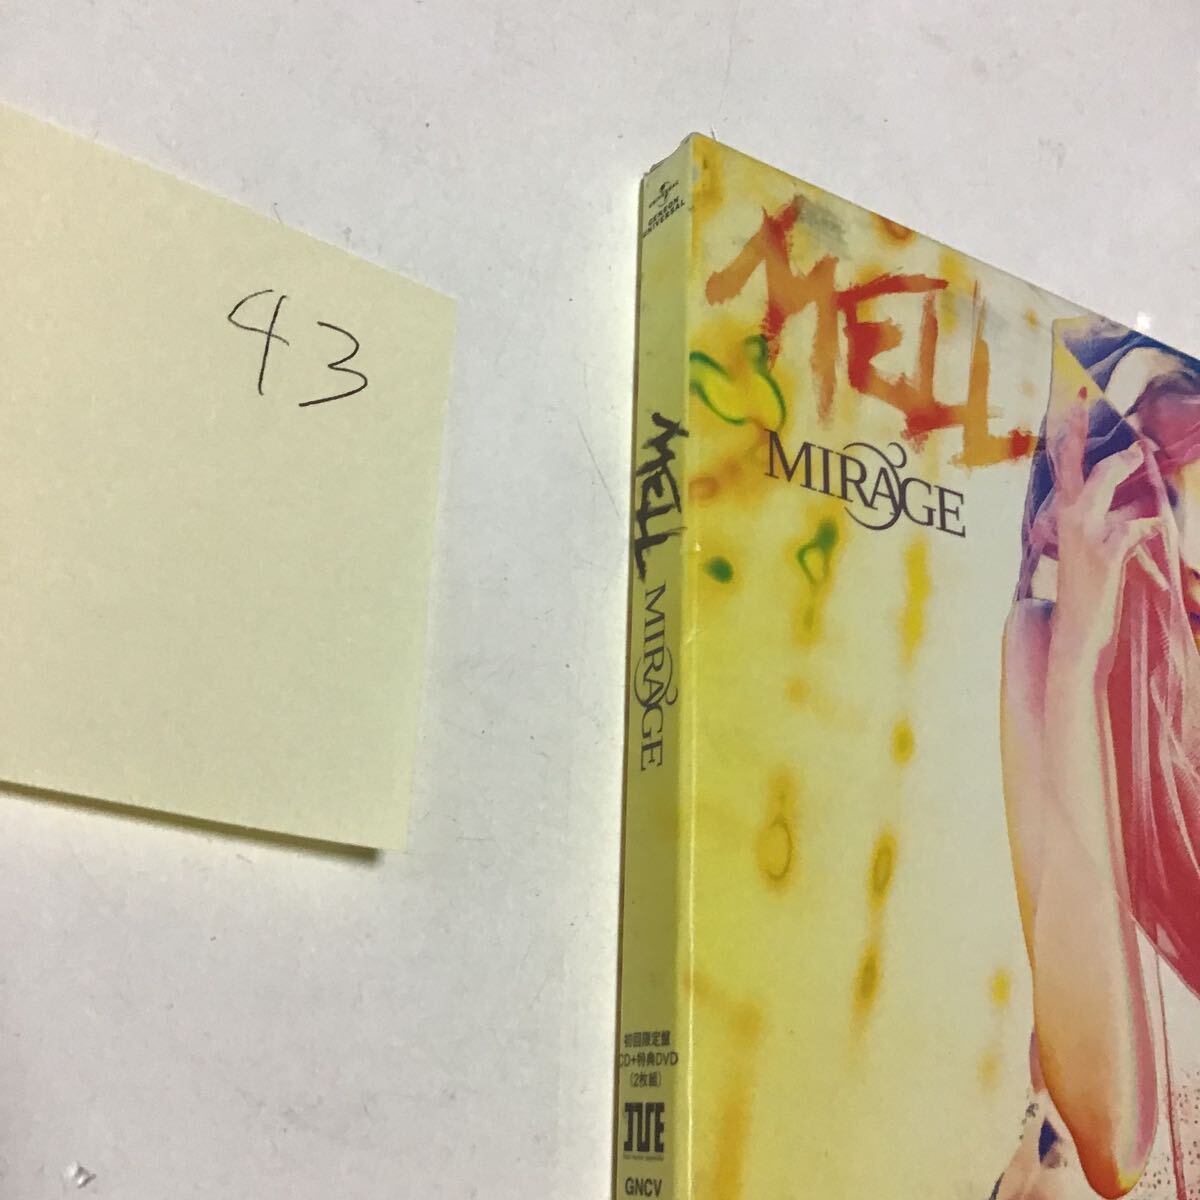 43
UNIVERSAL
GENEON
UNIVERSAL
MELL
MIRAGE
初回限定盤
CD+特典DVD
(2枚組)
GNCV
MELL
MIRAGE